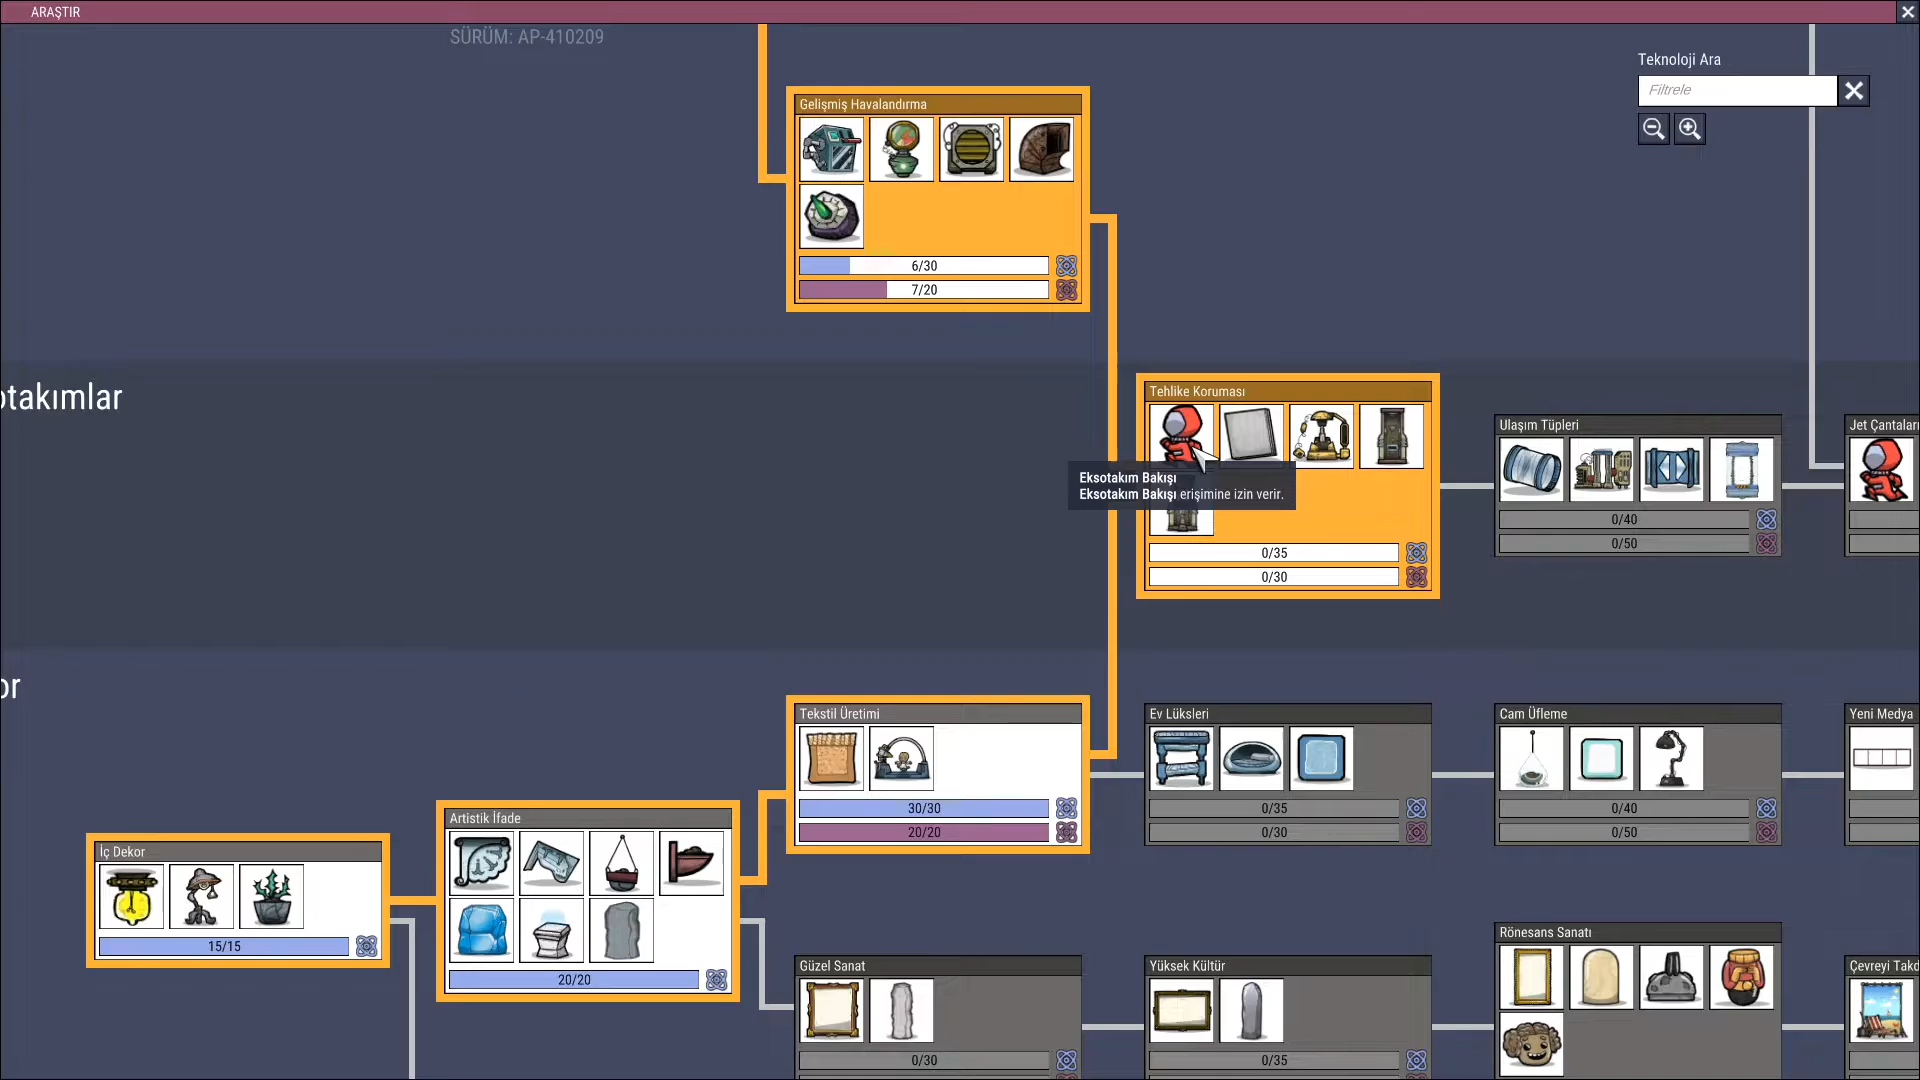 ARAŞTIR
SÜRÜM: AP-410209
Teknoloji Ara
Filtrele
Gelişmiş Havalandırma
6/30
7/20
otakımlar
Tehlike Koruması
Eksotakım Bakışı
Eksotakım Bakışı erişimine izin verir.
0/35
0/30
Ulaşım Tüpleri
0/40
0/50
Jet Çantaları
or
Tekstil Üretimi
30/30
20/20
Ev Lüksleri
0/35
0/30
Cam Üfleme
0/40
0/50
Yeni Medya
İç Dekor
15/15
Artistik İfade
20/20
Güzel Sanat
0/30
Yüksek Kültür
0/35
Rönesans Sanatı
Çevreyi Takd